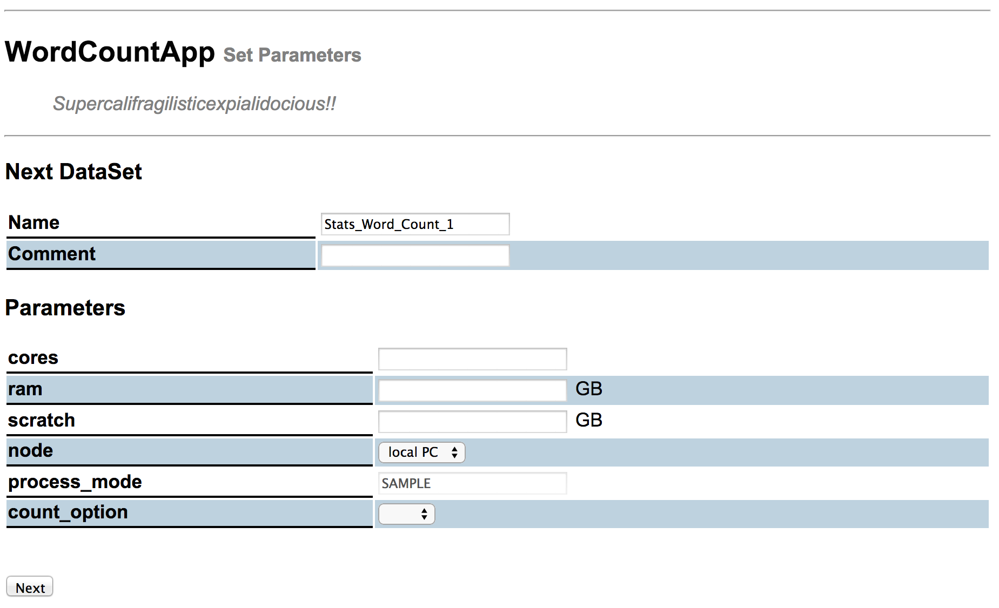 WordCountApp Set Parameters
Supercalifragilisticexpialidocious!!
Next DataSet
Name Stats_Word_Count_1
Comment
Parameters
cores
ram GB
scratch GB
node local PC
process_mode SAMPLE
count_option
Next